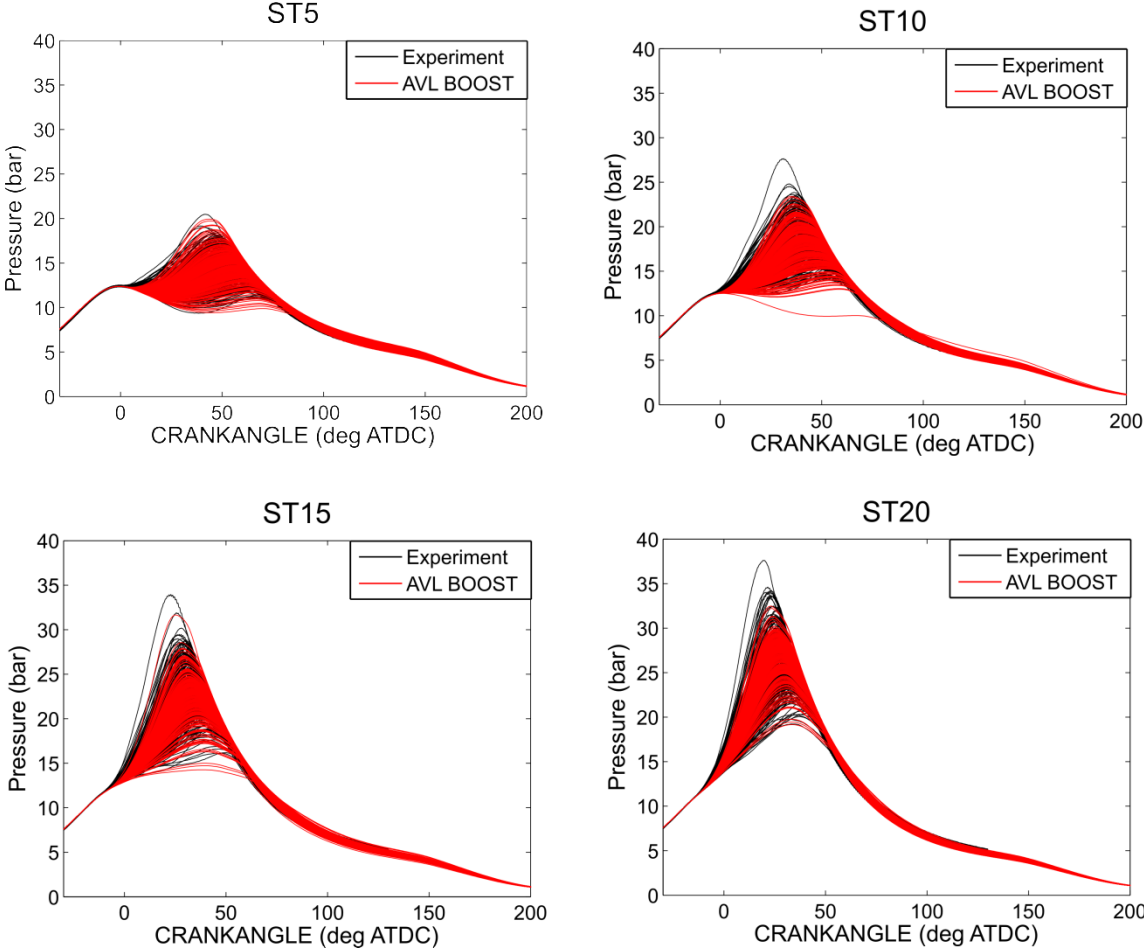 ST5
40
35
30
25
20
15
10
5
0
Pressure (bar)
Experiment
AVL BOOST
0 50 100 150 200
CRANKANGLE (deg ATDC)
ST10
40
35
30
25
20
15
10
5
0
Pressure (bar)
Experiment
AVL BOOST
0 50 100 150 200
CRANKANGLE (deg ATDC)
ST15
40
35
30
25
20
15
10
5
0
Pressure (bar)
Experiment
AVL BOOST
0 50 100 150 200
CRANKANGLE (deg ATDC)
ST20
40
35
30
25
20
15
10
5
0
Pressure (bar)
Experiment
AVL BOOST
0 50 100 150 200
CRANKANGLE (deg ATDC)